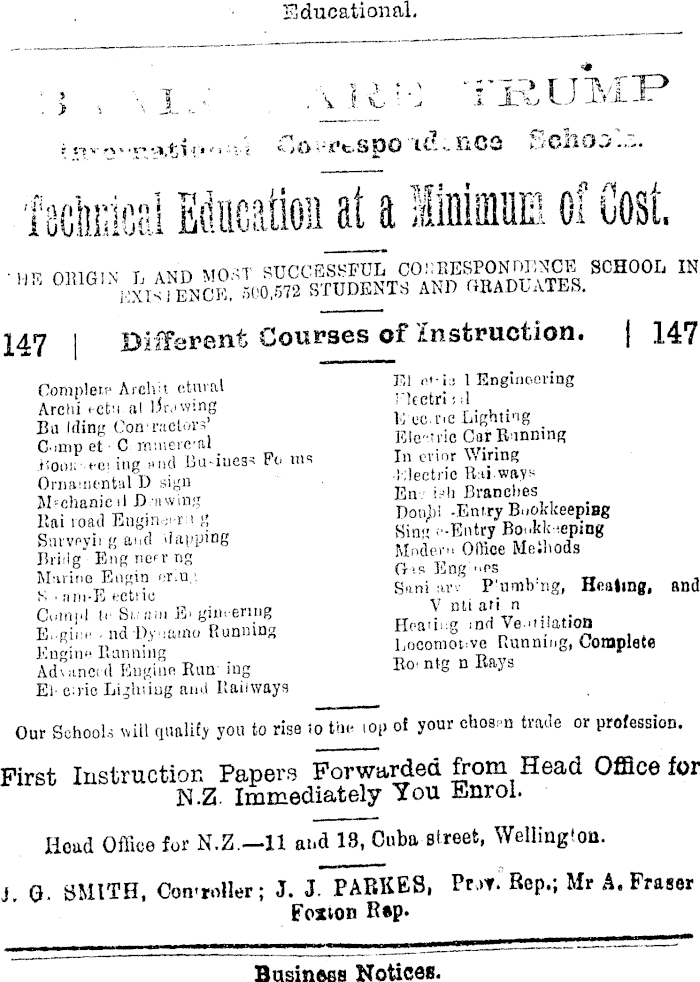 Educational.
ARE TRUMP
International Correspondence Schools.
Technical Education at a Minimum of Cost.
THE ORIGINAL AND MOST SUCCESSFUL CORRESPONDENCE SCHOOL IN
EXISTENCE, 500,572 STUDENTS AND GRADUATES.
147 | Different Courses of Instruction. | 147
Complete Architectural
Architectural Drawing
Building Contractors'
Complete Commercial
Bookkeeping and Business Forms
Ornamental Design
Mechanical Drawing
Railroad Engineering
Surveying and Mapping
Bridge Engineering
Marine Engineering
Steam-Electric
Complete Steam Engineering
Engine and Dynamo Running
Engine Running
Advanced Engine Running
Electric Lighting and Railways
Electrical Engineering
Electrical
Electric Lighting
Electric Car Running
Interior Wiring
Electric Railways
English Branches
Double-Entry Bookkeeping
Single-Entry Bookkeeping
Modern Office Methods
Gas Engines
Sanitary Plumbing, Heating, and
Ventilation
Heating and Ventilation
Locomotive Running, Complete
Rontgen Rays
Our Schools will qualify you to rise to the top of your chosen trade or profession.
First Instruction Papers Forwarded from Head Office for
N.Z. Immediately You Enrol.
Head Office for N.Z.—11 and 13, Cuba street, Wellington.
J. G. SMITH, Controller; J. J. PARKES, Prov. Rep.; Mr A. Fraser
Foxton Rep.
Business Notices.